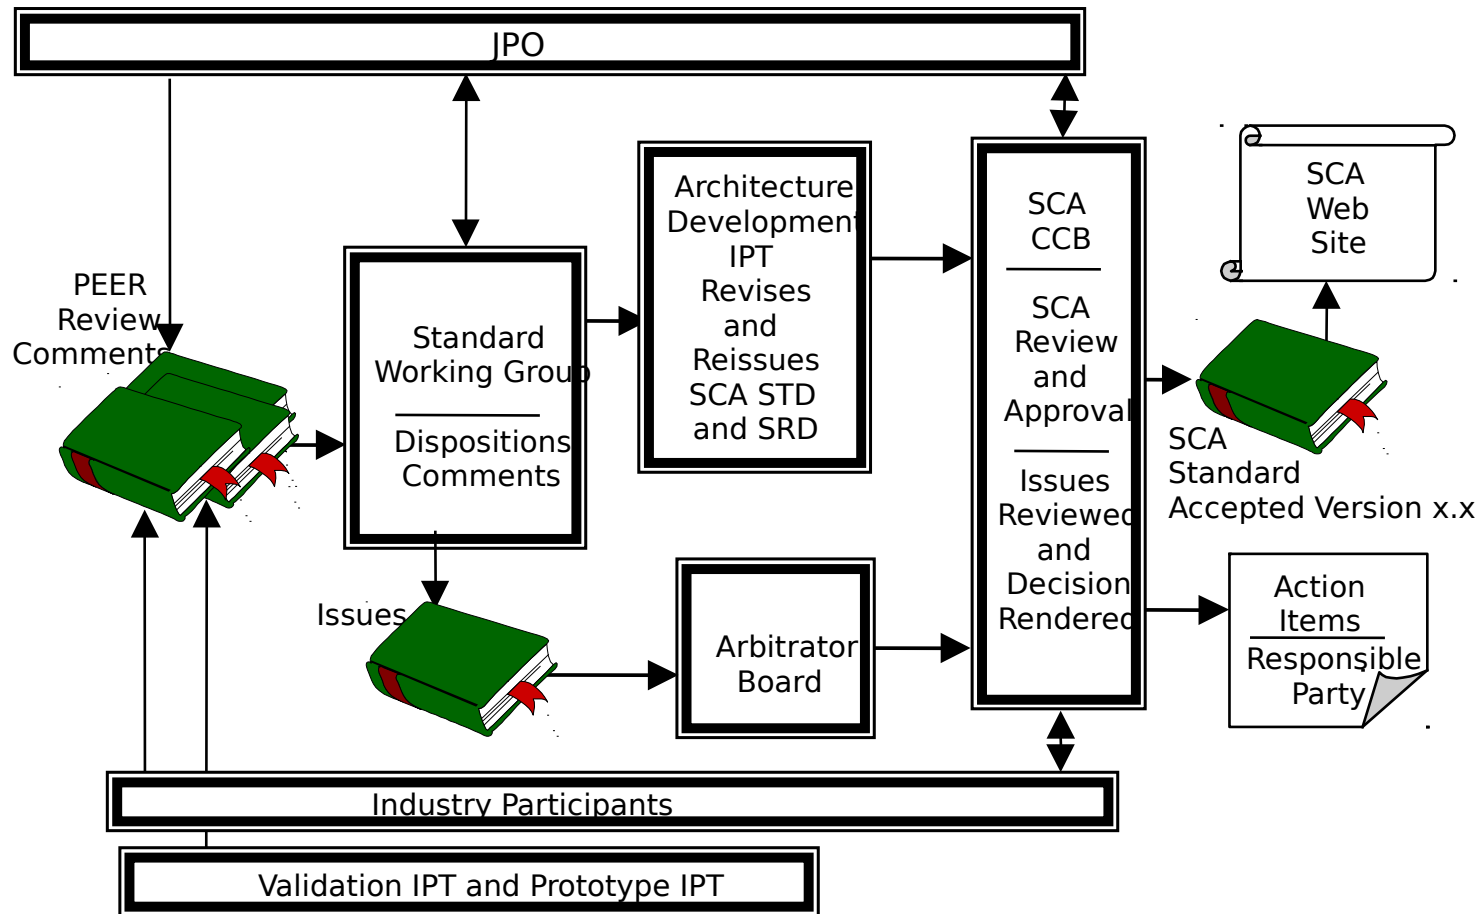 JPO
PEER
Review
Comments
Standard
Working Group
Dispositions
Comments
Architecture
Development
IPT
Revises
and
Reissues
SCA STD
and SRD
SCA
CCB
SCA
Review
and
Approval
Issues
Reviewed
and
Decision
Rendered
SCA
Web
Site
SCA
Standard
Accepted Version x.x
Issues
Arbitrator
Board
Action
Items
Responsible
Party
Industry Participants
Validation IPT and Prototype IPT